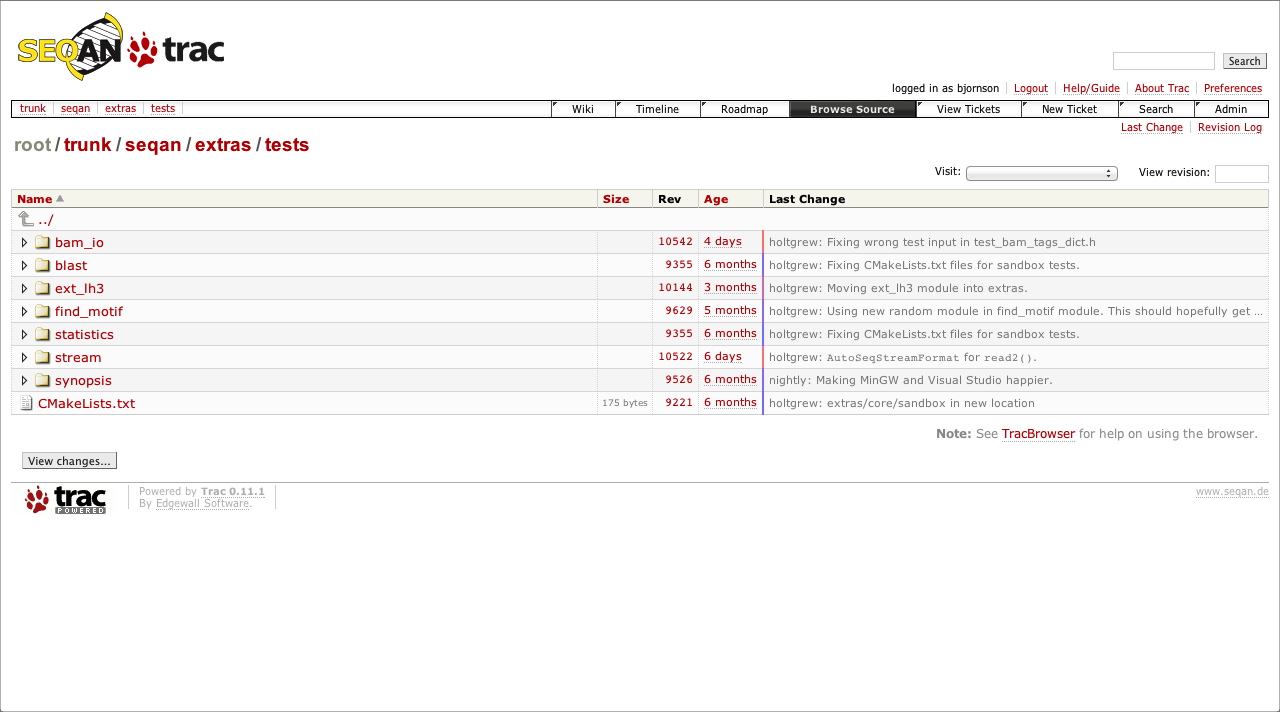 SEQAN trac
Search
logged in as bjornson Logout Help/Guide About Trac Preferences
trunk seqan extras tests Wiki Timeline Roadmap Browse Source View Tickets New Ticket Search Admin
Last Change Revision Log
root / trunk / seqan / extras / tests
Visit: View revision:
Name Size Rev Age Last Change
../
bam_io 10542 4 days holtgrew: Fixing wrong test input in test_bam_tags_dict.h
blast 9355 6 months holtgrew: Fixing CMakeLists.txt files for sandbox tests.
ext_lh3 10144 3 months holtgrew: Moving ext_lh3 module into extras.
find_motif 9629 5 months holtgrew: Using new random module in find_motif module. This should hopefully get ...
statistics 9355 6 months holtgrew: Fixing CMakeLists.txt files for sandbox tests.
stream 10522 6 days holtgrew: AutoSeqStreamFormat for read2().
synopsis 9526 6 months nightly: Making MinGW and Visual Studio happier.
CMakeLists.txt 175 bytes 9221 6 months holtgrew: extras/core/sandbox in new location
Note: See TracBrowser for help on using the browser.
View changes...
trac POWERED
Powered by Trac 0.11.1
By Edgewall Software.
www.seqan.de